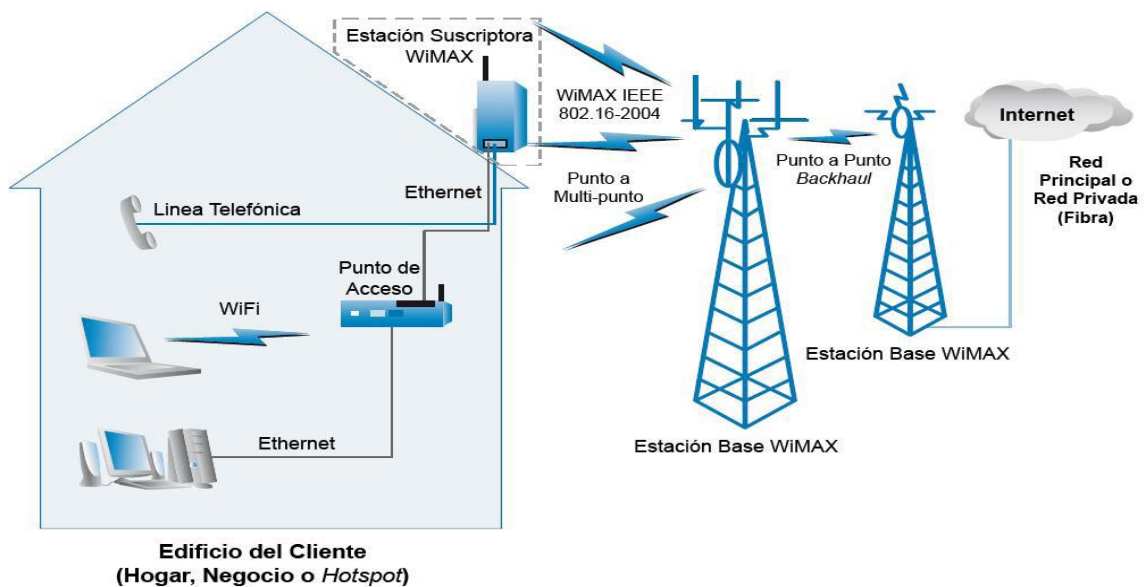 Estación Suscriptora
WiMAX
WiMAX IEEE
802.16-2004
Internet
Punto a Punto
Backhaul
Red
Principal o
Red Privada
(Fibra)
Ethernet
Punto a
Multi-punto
Linea Telefónica
Punto de
Acceso
WiFi
Estación Base WiMAX
Ethernet
Estación Base WiMAX
Edificio del Cliente
(Hogar, Negocio o Hotspot)